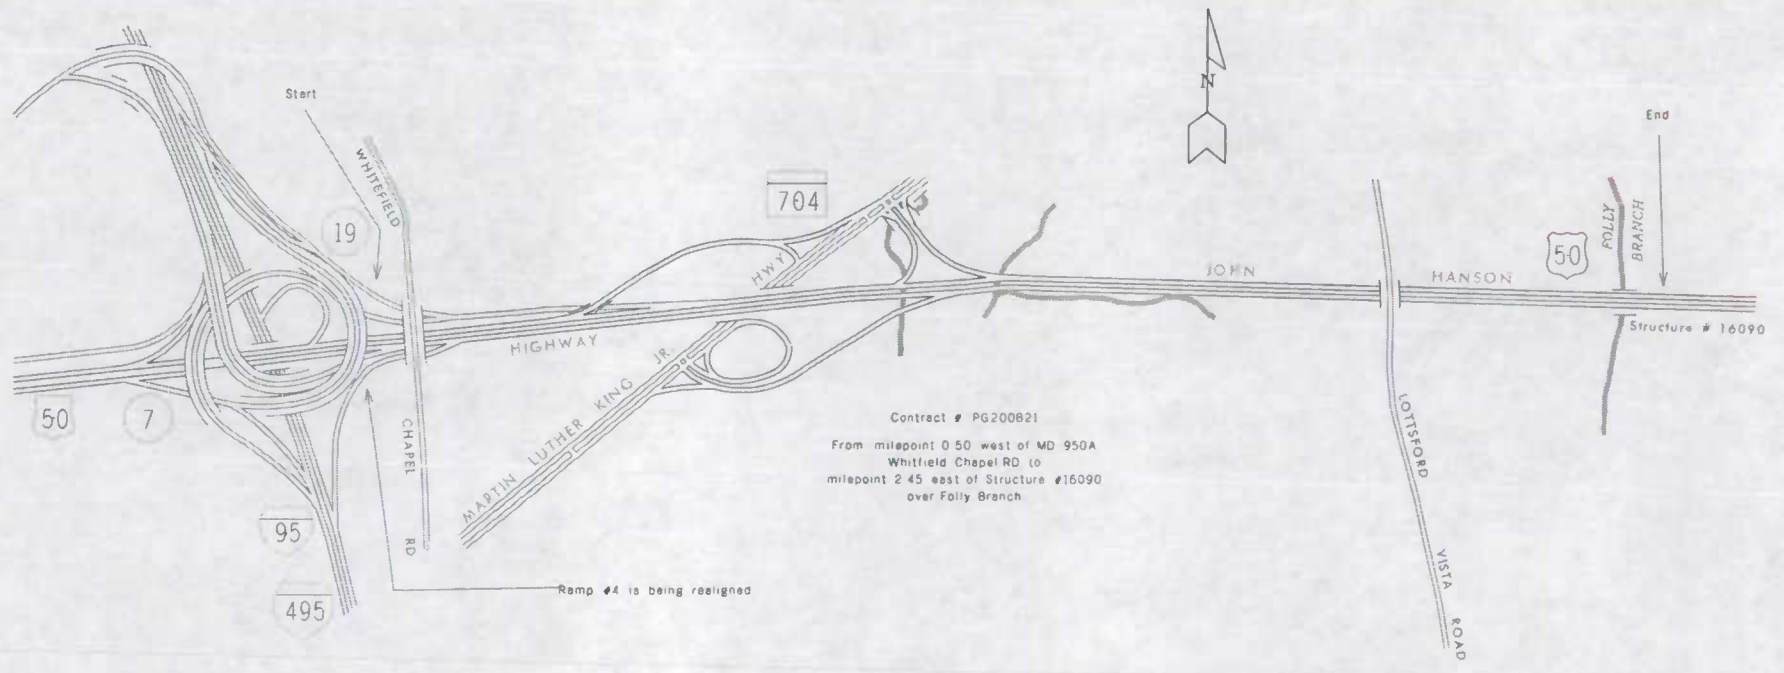 Start
End
N
WHITEFIELD
CHAPEL
RD
19
704
50
7
95
495
HIGHWAY
MARTIN LUTHER KING
JR.
HWY
JOHN
HANSON
50
FOLLY
BRANCH
Structure # 16090
LOTTSFORD
VISTA
ROAD
Contract # PG200821
From milepoint 0.50 west of MD 950A
Whitfield Chapel RD to
milepoint 2.45 east of Structure #16090
over Folly Branch
Ramp #4 is being realigned